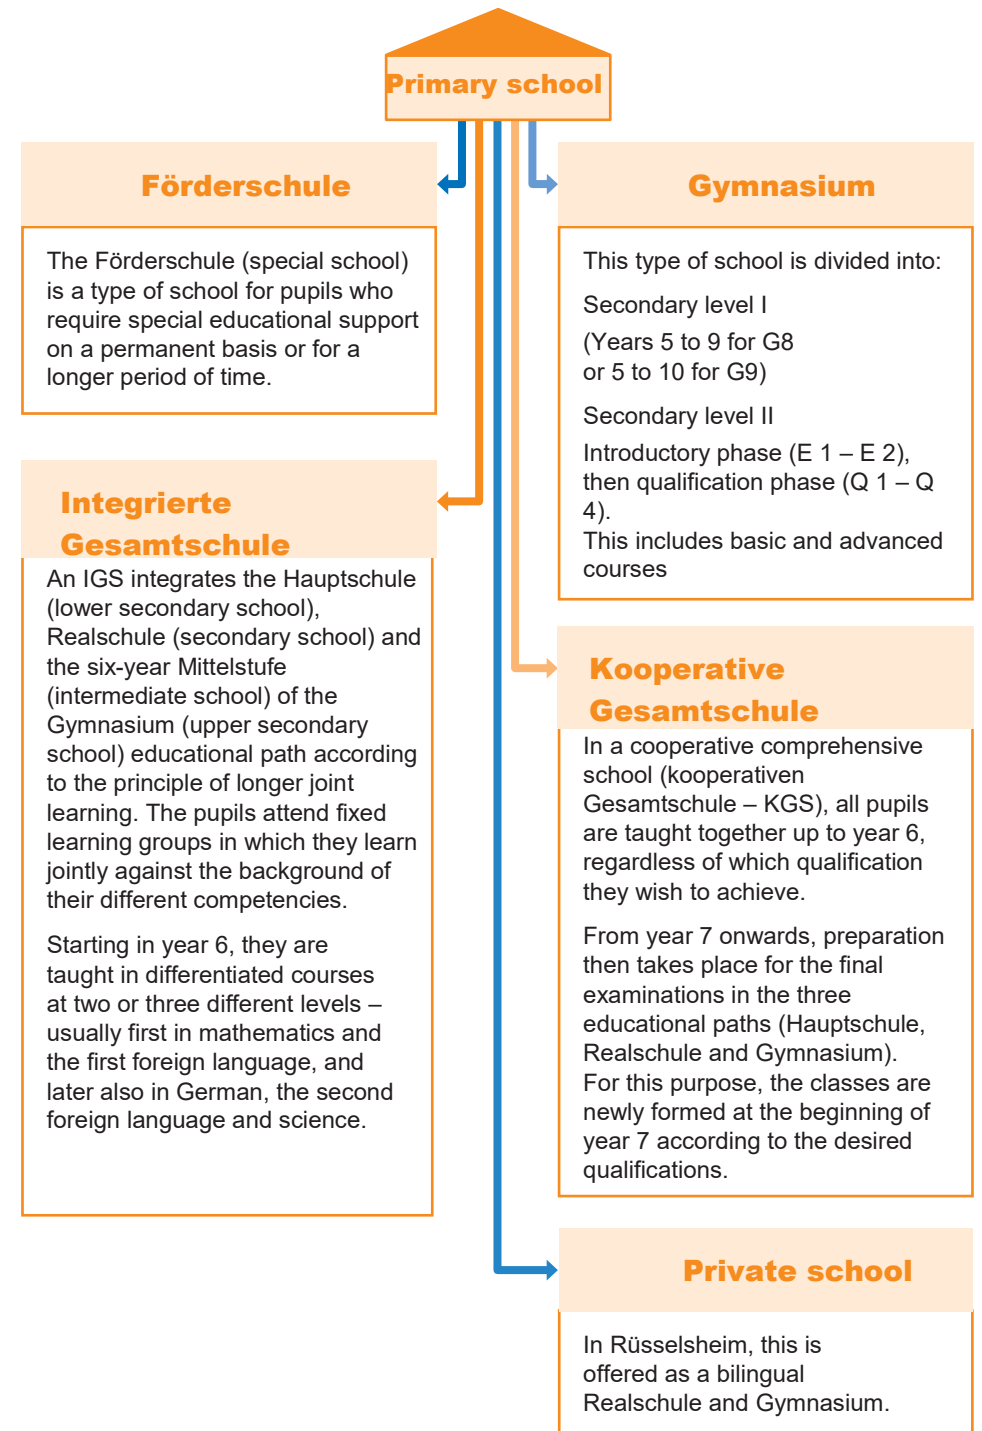 Primary school
Förderschule
The Förderschule (special school)
is a type of school for pupils who
require special educational support
on a permanent basis or for a
longer period of time.
Gymnasium
This type of school is divided into:
Secondary level I
(Years 5 to 9 for G8
or 5 to 10 for G9)
Secondary level II
Introductory phase (E 1 – E 2),
then qualification phase (Q 1 – Q
4).
This includes basic and advanced
courses
Integrierte
Gesamtschule
An IGS integrates the Hauptschule
(lower secondary school),
Realschule (secondary school) and
the six-year Mittelstufe
(intermediate school) of the
Gymnasium (upper secondary
school) educational path according
to the principle of longer joint
learning. The pupils attend fixed
learning groups in which they learn
jointly against the background of
their different competencies.
Starting in year 6, they are
taught in differentiated courses
at two or three different levels –
usually first in mathematics and
the first foreign language, and
later also in German, the second
foreign language and science.
Kooperative
Gesamtschule
In a cooperative comprehensive
school (kooperativen
Gesamtschule – KGS), all pupils
are taught together up to year 6,
regardless of which qualification
they wish to achieve.
From year 7 onwards, preparation
then takes place for the final
examinations in the three
educational paths (Hauptschule,
Realschule and Gymnasium).
For this purpose, the classes are
newly formed at the beginning of
year 7 according to the desired
qualifications.
Private school
In Rüsselsheim, this is
offered as a bilingual
Realschule and Gymnasium.